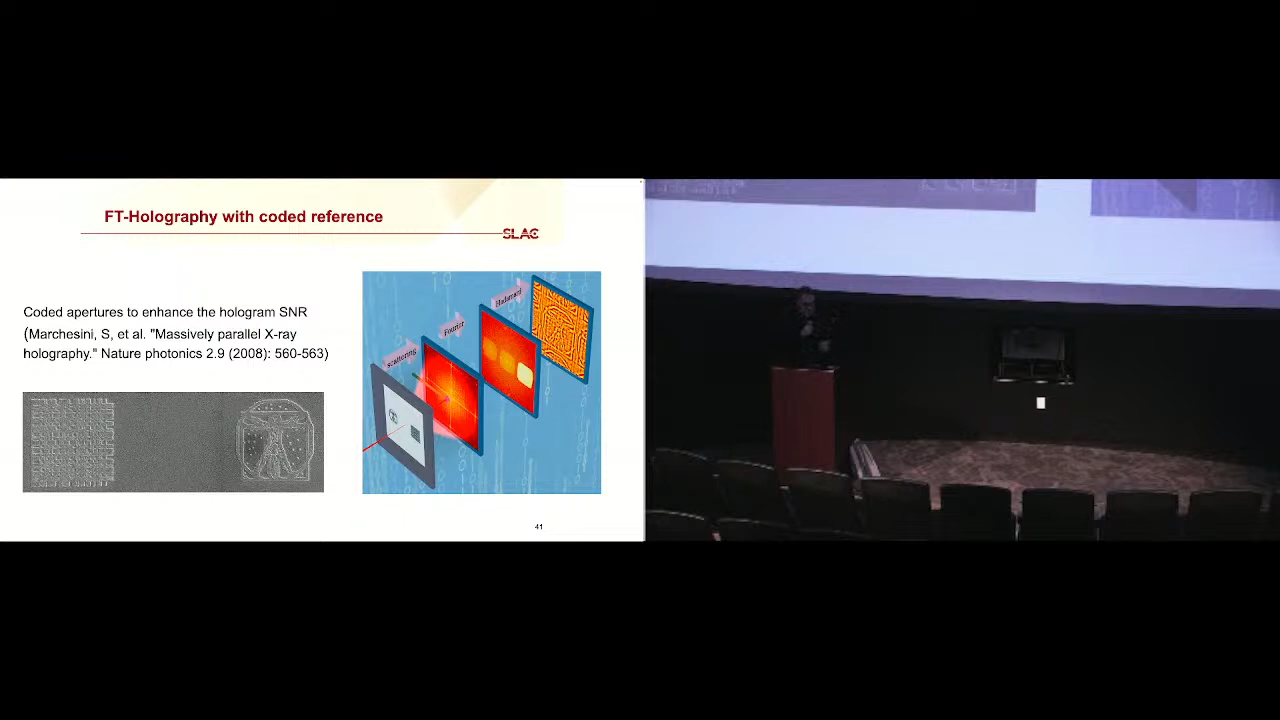 FT-Holography with coded reference
SLAC
Coded apertures to enhance the hologram SNR
(Marchesini, S, et al. "Massively parallel X-ray
holography." Nature photonics 2.9 (2008): 560-563)
scattering
Fourier
Hadamard
41